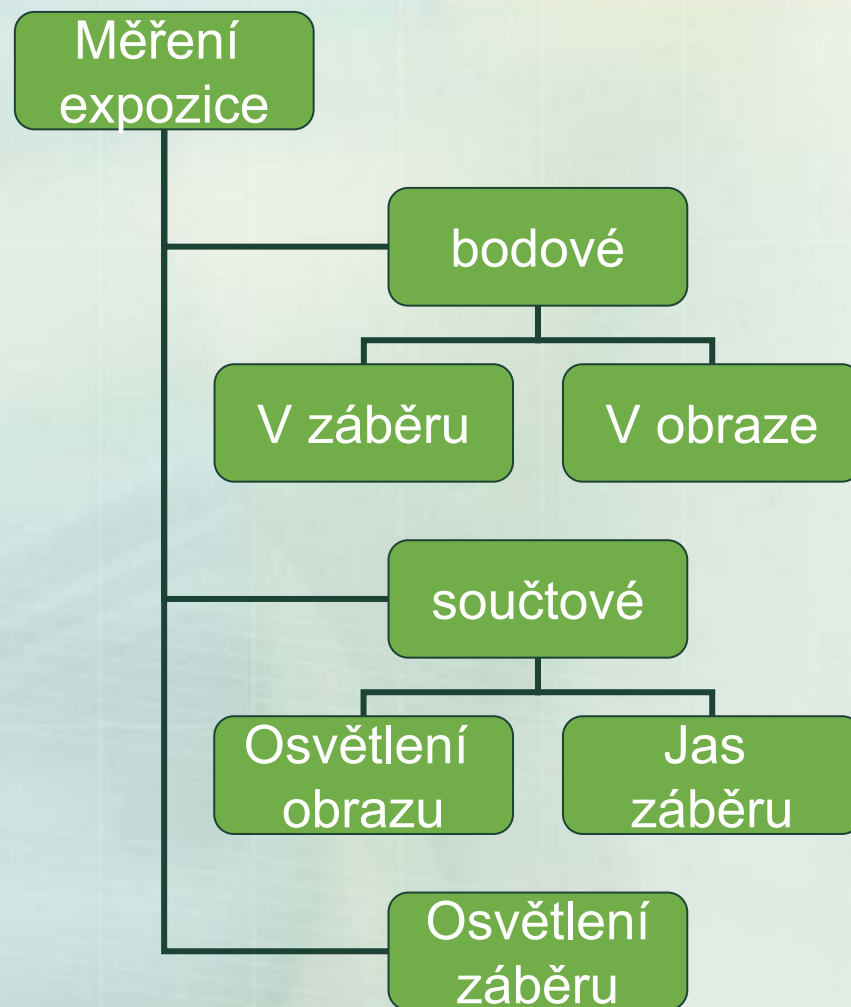 Měření
expozice
bodové
V záběru
V obraze
součtové
Osvětlení
obrazu
Jas
záběru
Osvětlení
záběru